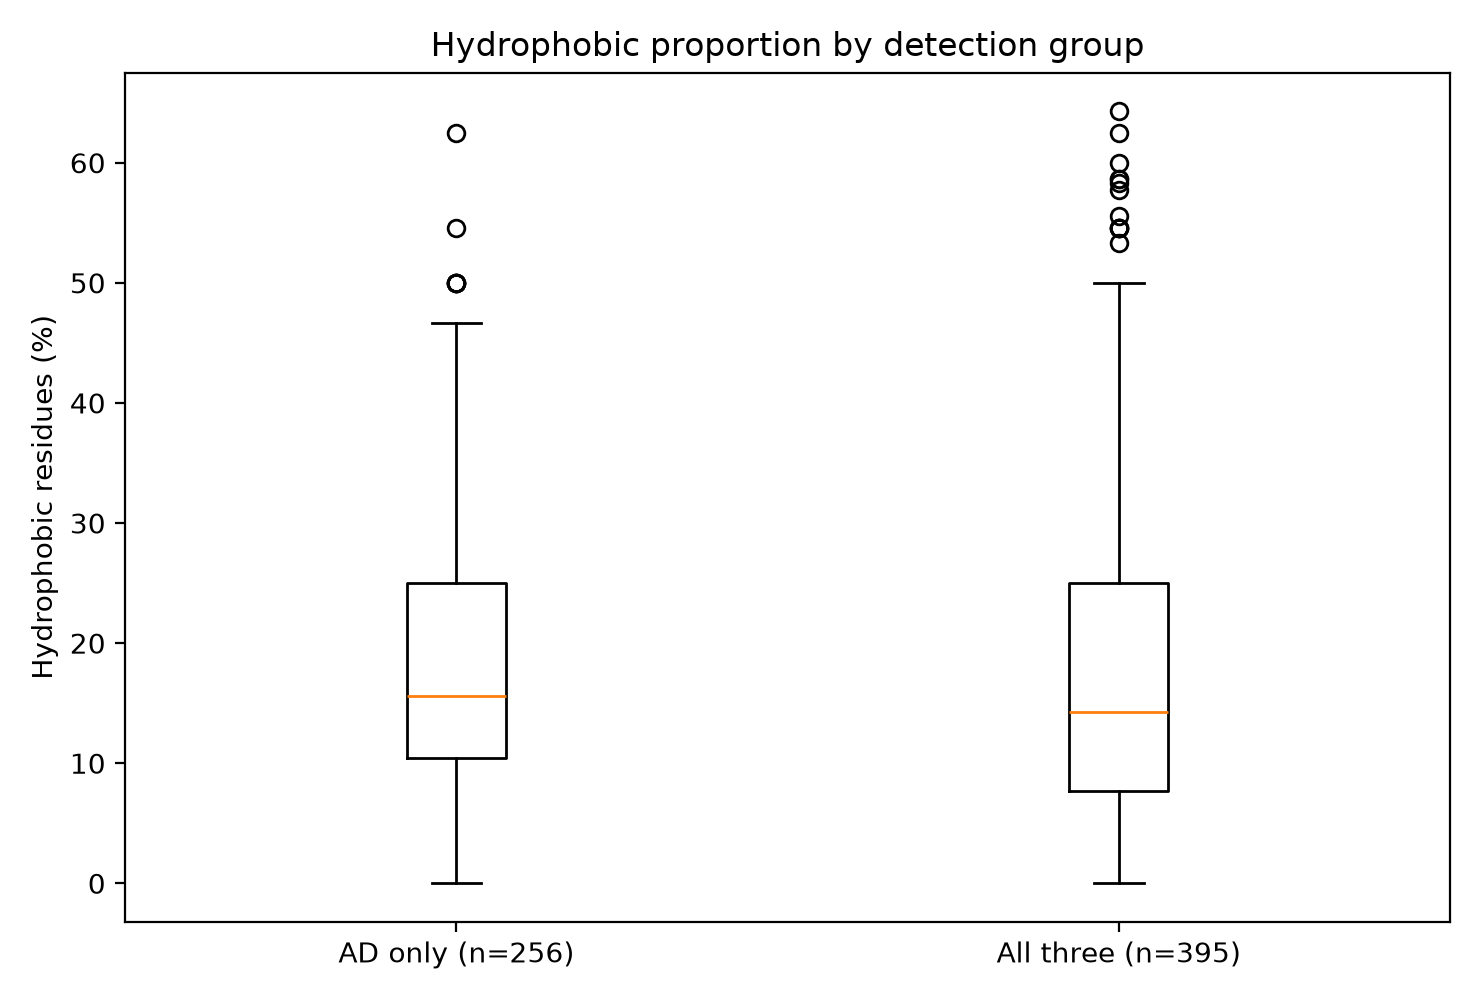 Hydrophobic proportion by detection group
Hydrophobic residues (%)
60
50
40
30
20
10
0
AD only (n=256)
All three (n=395)